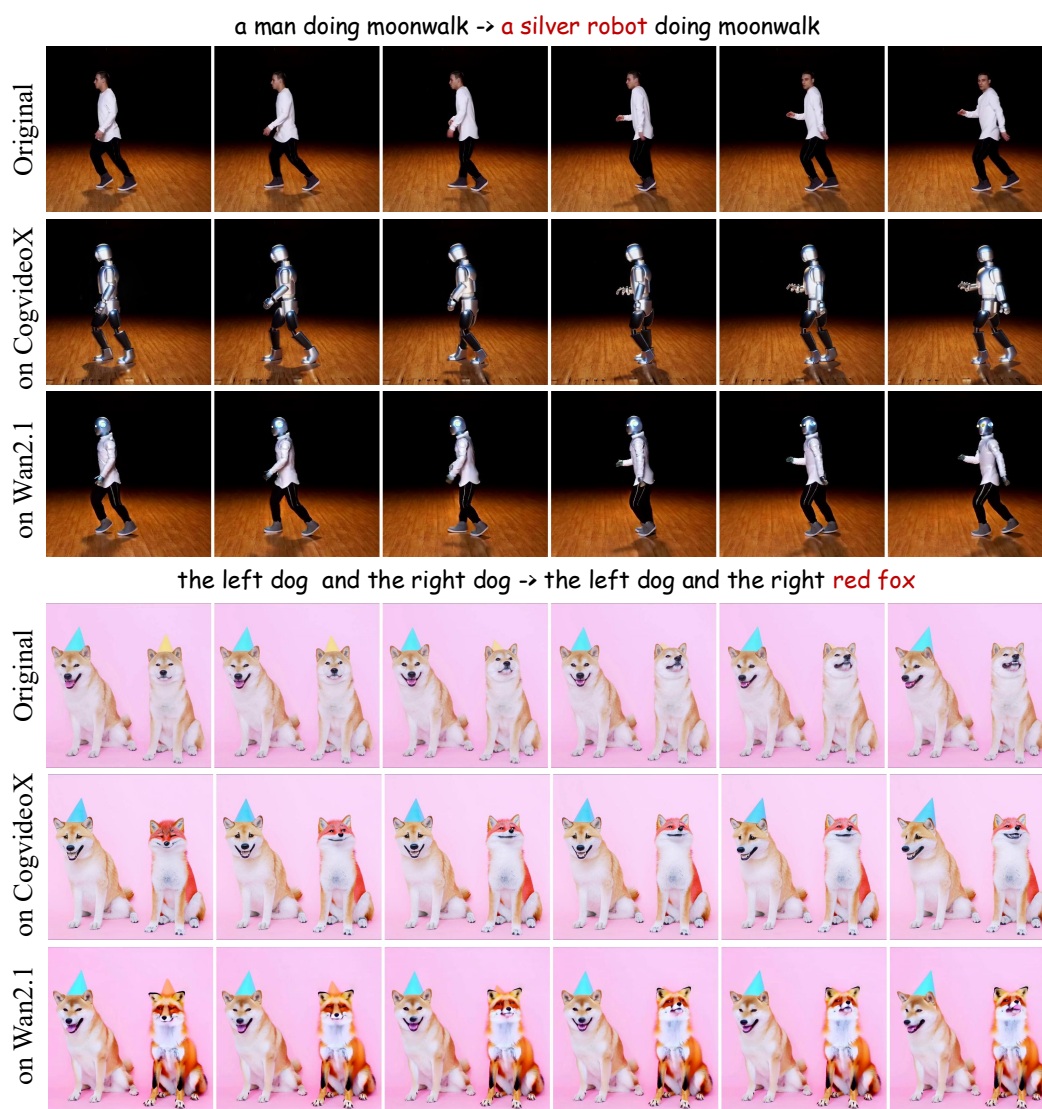 a man doing moonwalk -> a silver robot doing moonwalk
Original
on CogvideoX
on Wan2.1
the left dog and the right dog -> the left dog and the right red fox
Original
on CogvideoX
on Wan2.1